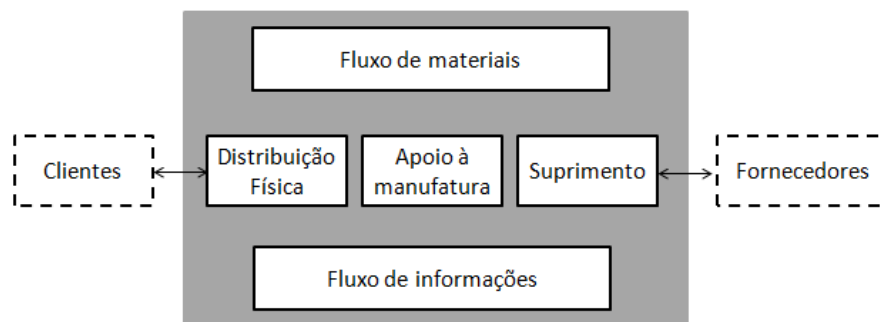 Fluxo de materiais
Clientes
Distribuição
Física
Apoio à
manufatura
Suprimento
Fornecedores
Fluxo de informações